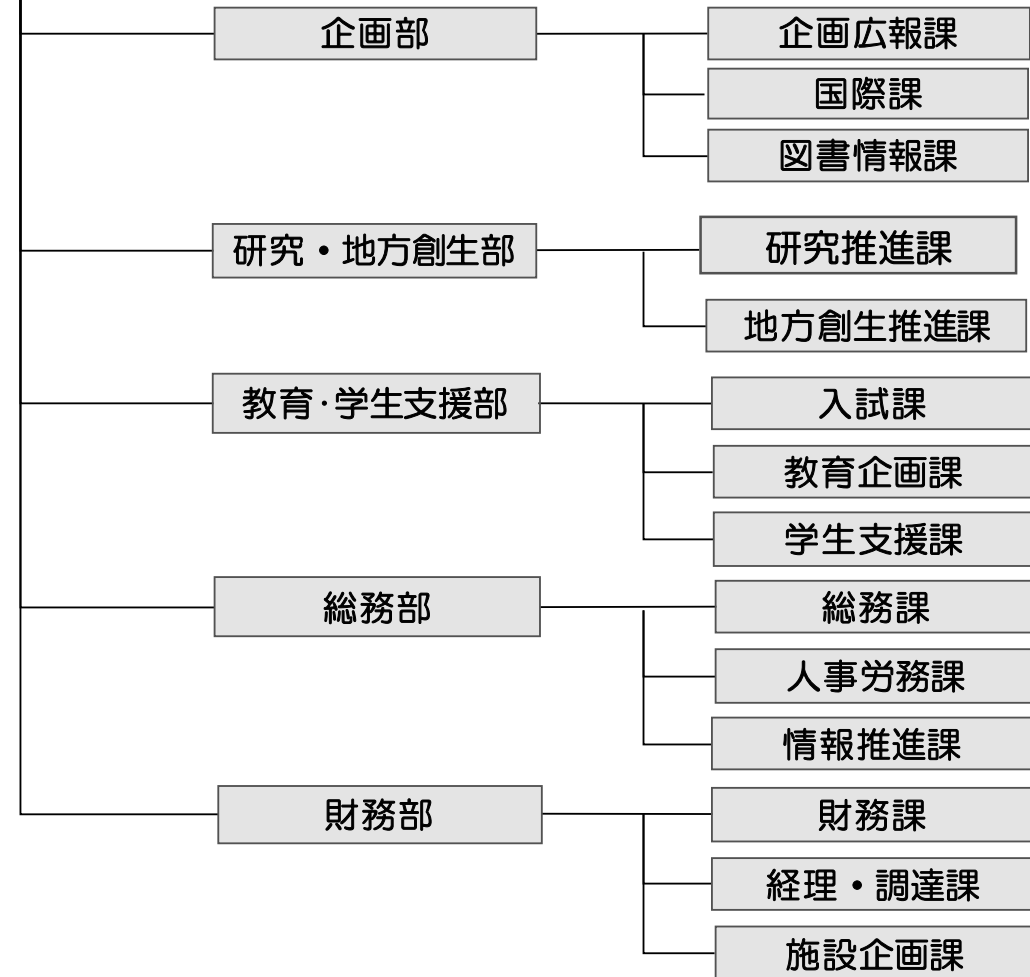 企画部
企画広報課
国際課
図書情報課
研究・地方創生部
研究推進課
地方創生推進課
教育・学生支援部
入試課
教育企画課
学生支援課
総務部
総務課
人事労務課
情報推進課
財務部
財務課
経理・調達課
施設企画課